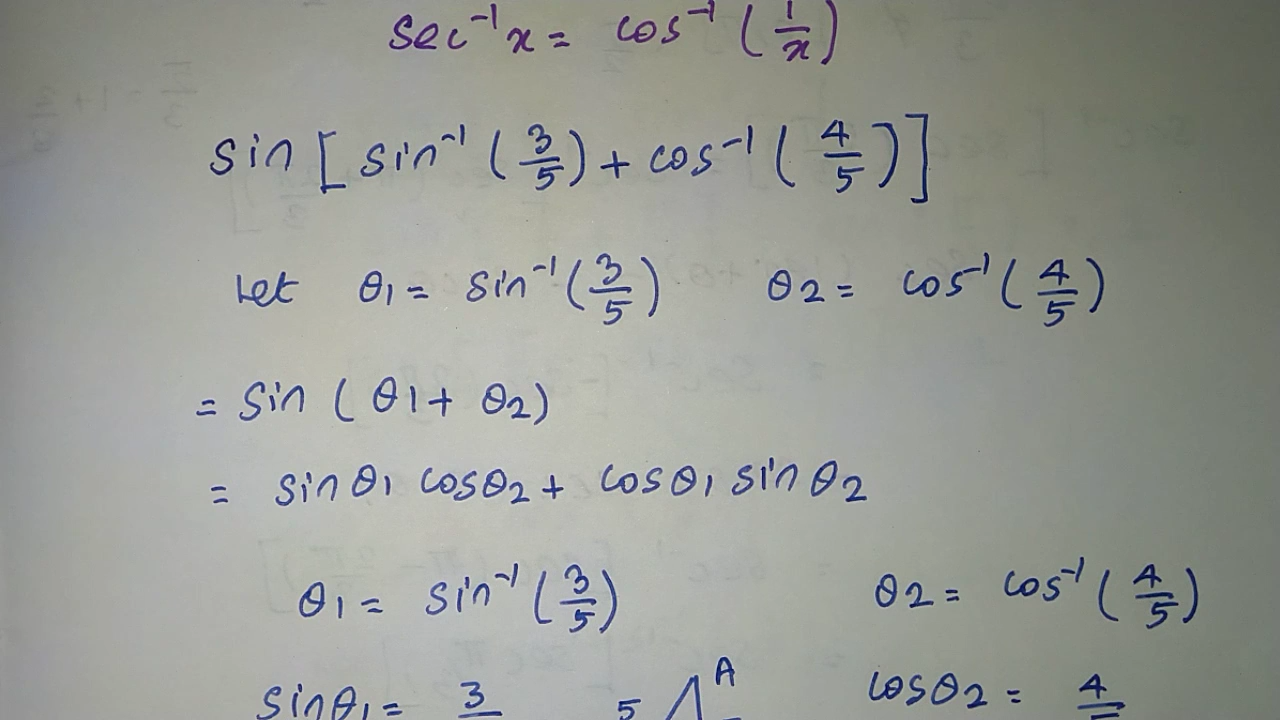 sec⁻¹x = cos⁻¹(1/x)
sin [ sin⁻¹(3/5) + cos⁻¹(4/5) ]
Let θ1 = sin⁻¹(3/5) θ2 = cos⁻¹(4/5)
= sin (θ1 + θ2)
= sinθ1 cosθ2 + cosθ1 sinθ2
θ1 = sin⁻¹(3/5) θ2 = cos⁻¹(4/5)
sinθ1 = 3 5 A cosθ2 = 4